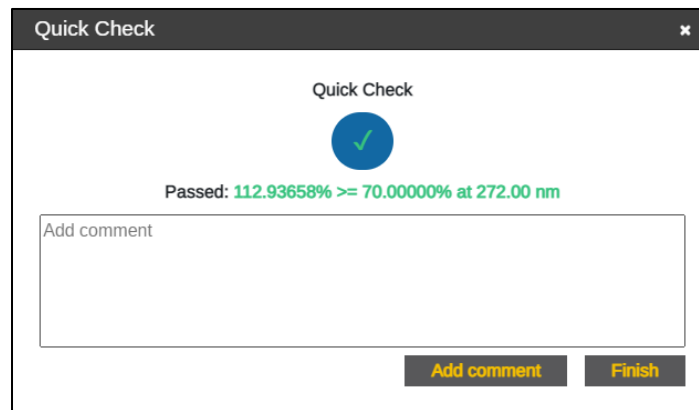 Quick Check
×
Quick Check
✓
Passed: 112.93658% >= 70.00000% at 272.00 nm
Add comment
Add comment Finish